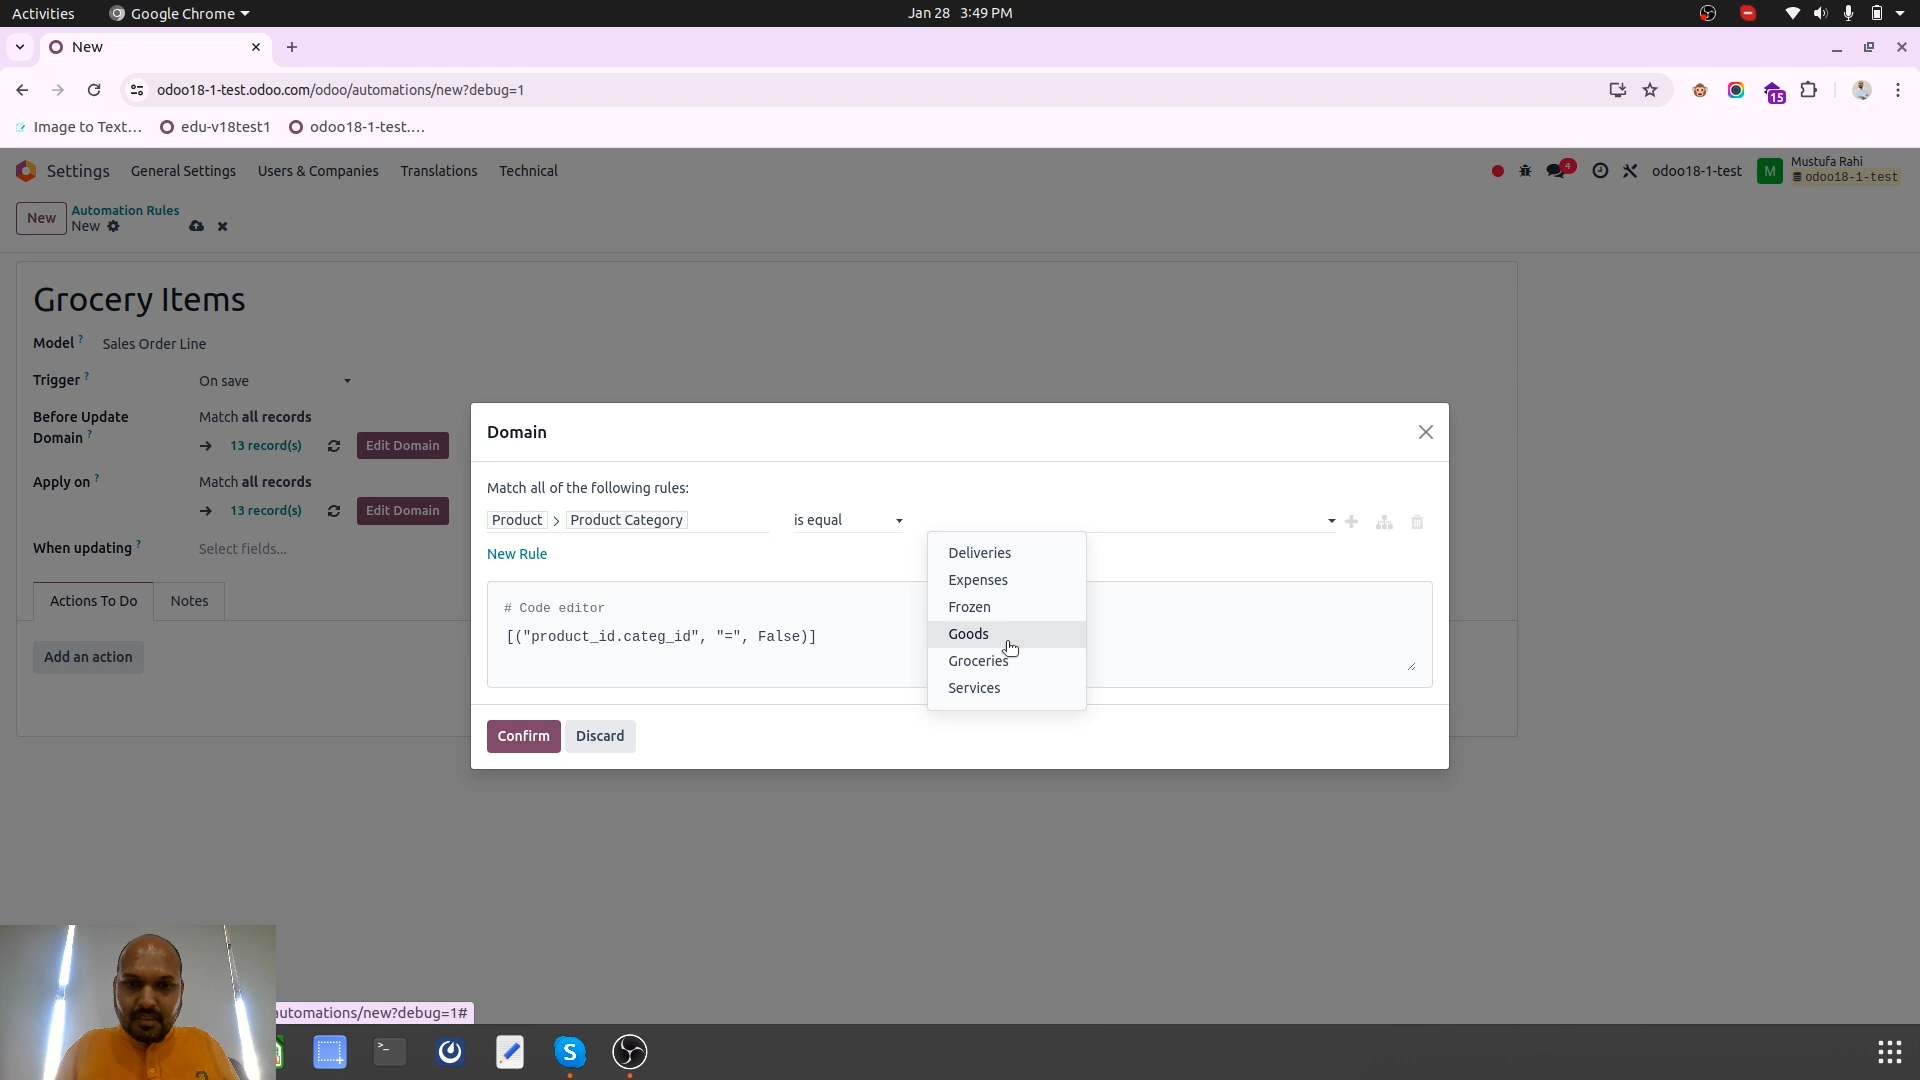 Activities
Google Chrome
Jan 28 3:49 PM
New
odoo18-1-test.odoo.com/odoo/automations/new?debug=1
15
Image to Text...
edu-v18test1
odoo18-1-test....
Settings
General Settings
Users & Companies
Translations
Technical
4
odoo18-1-test
M
Mustufa Rahi
odoo18-1-test
New
Automation Rules
New
Grocery Items
Model ?
Sales Order Line
Trigger ?
On save
Before Update
Domain ?
Match all records
13 record(s)
Edit Domain
Apply on ?
Match all records
13 record(s)
Edit Domain
When updating ?
Select fields...
Actions To Do
Notes
Add an action
Domain
Match all of the following rules:
Product > Product Category
is equal
New Rule
Deliveries
Expenses
Frozen
Goods
Groceries
Services
# Code editor
[("product_id.categ_id", "=", False)]
Confirm
Discard
automations/new?debug=1#